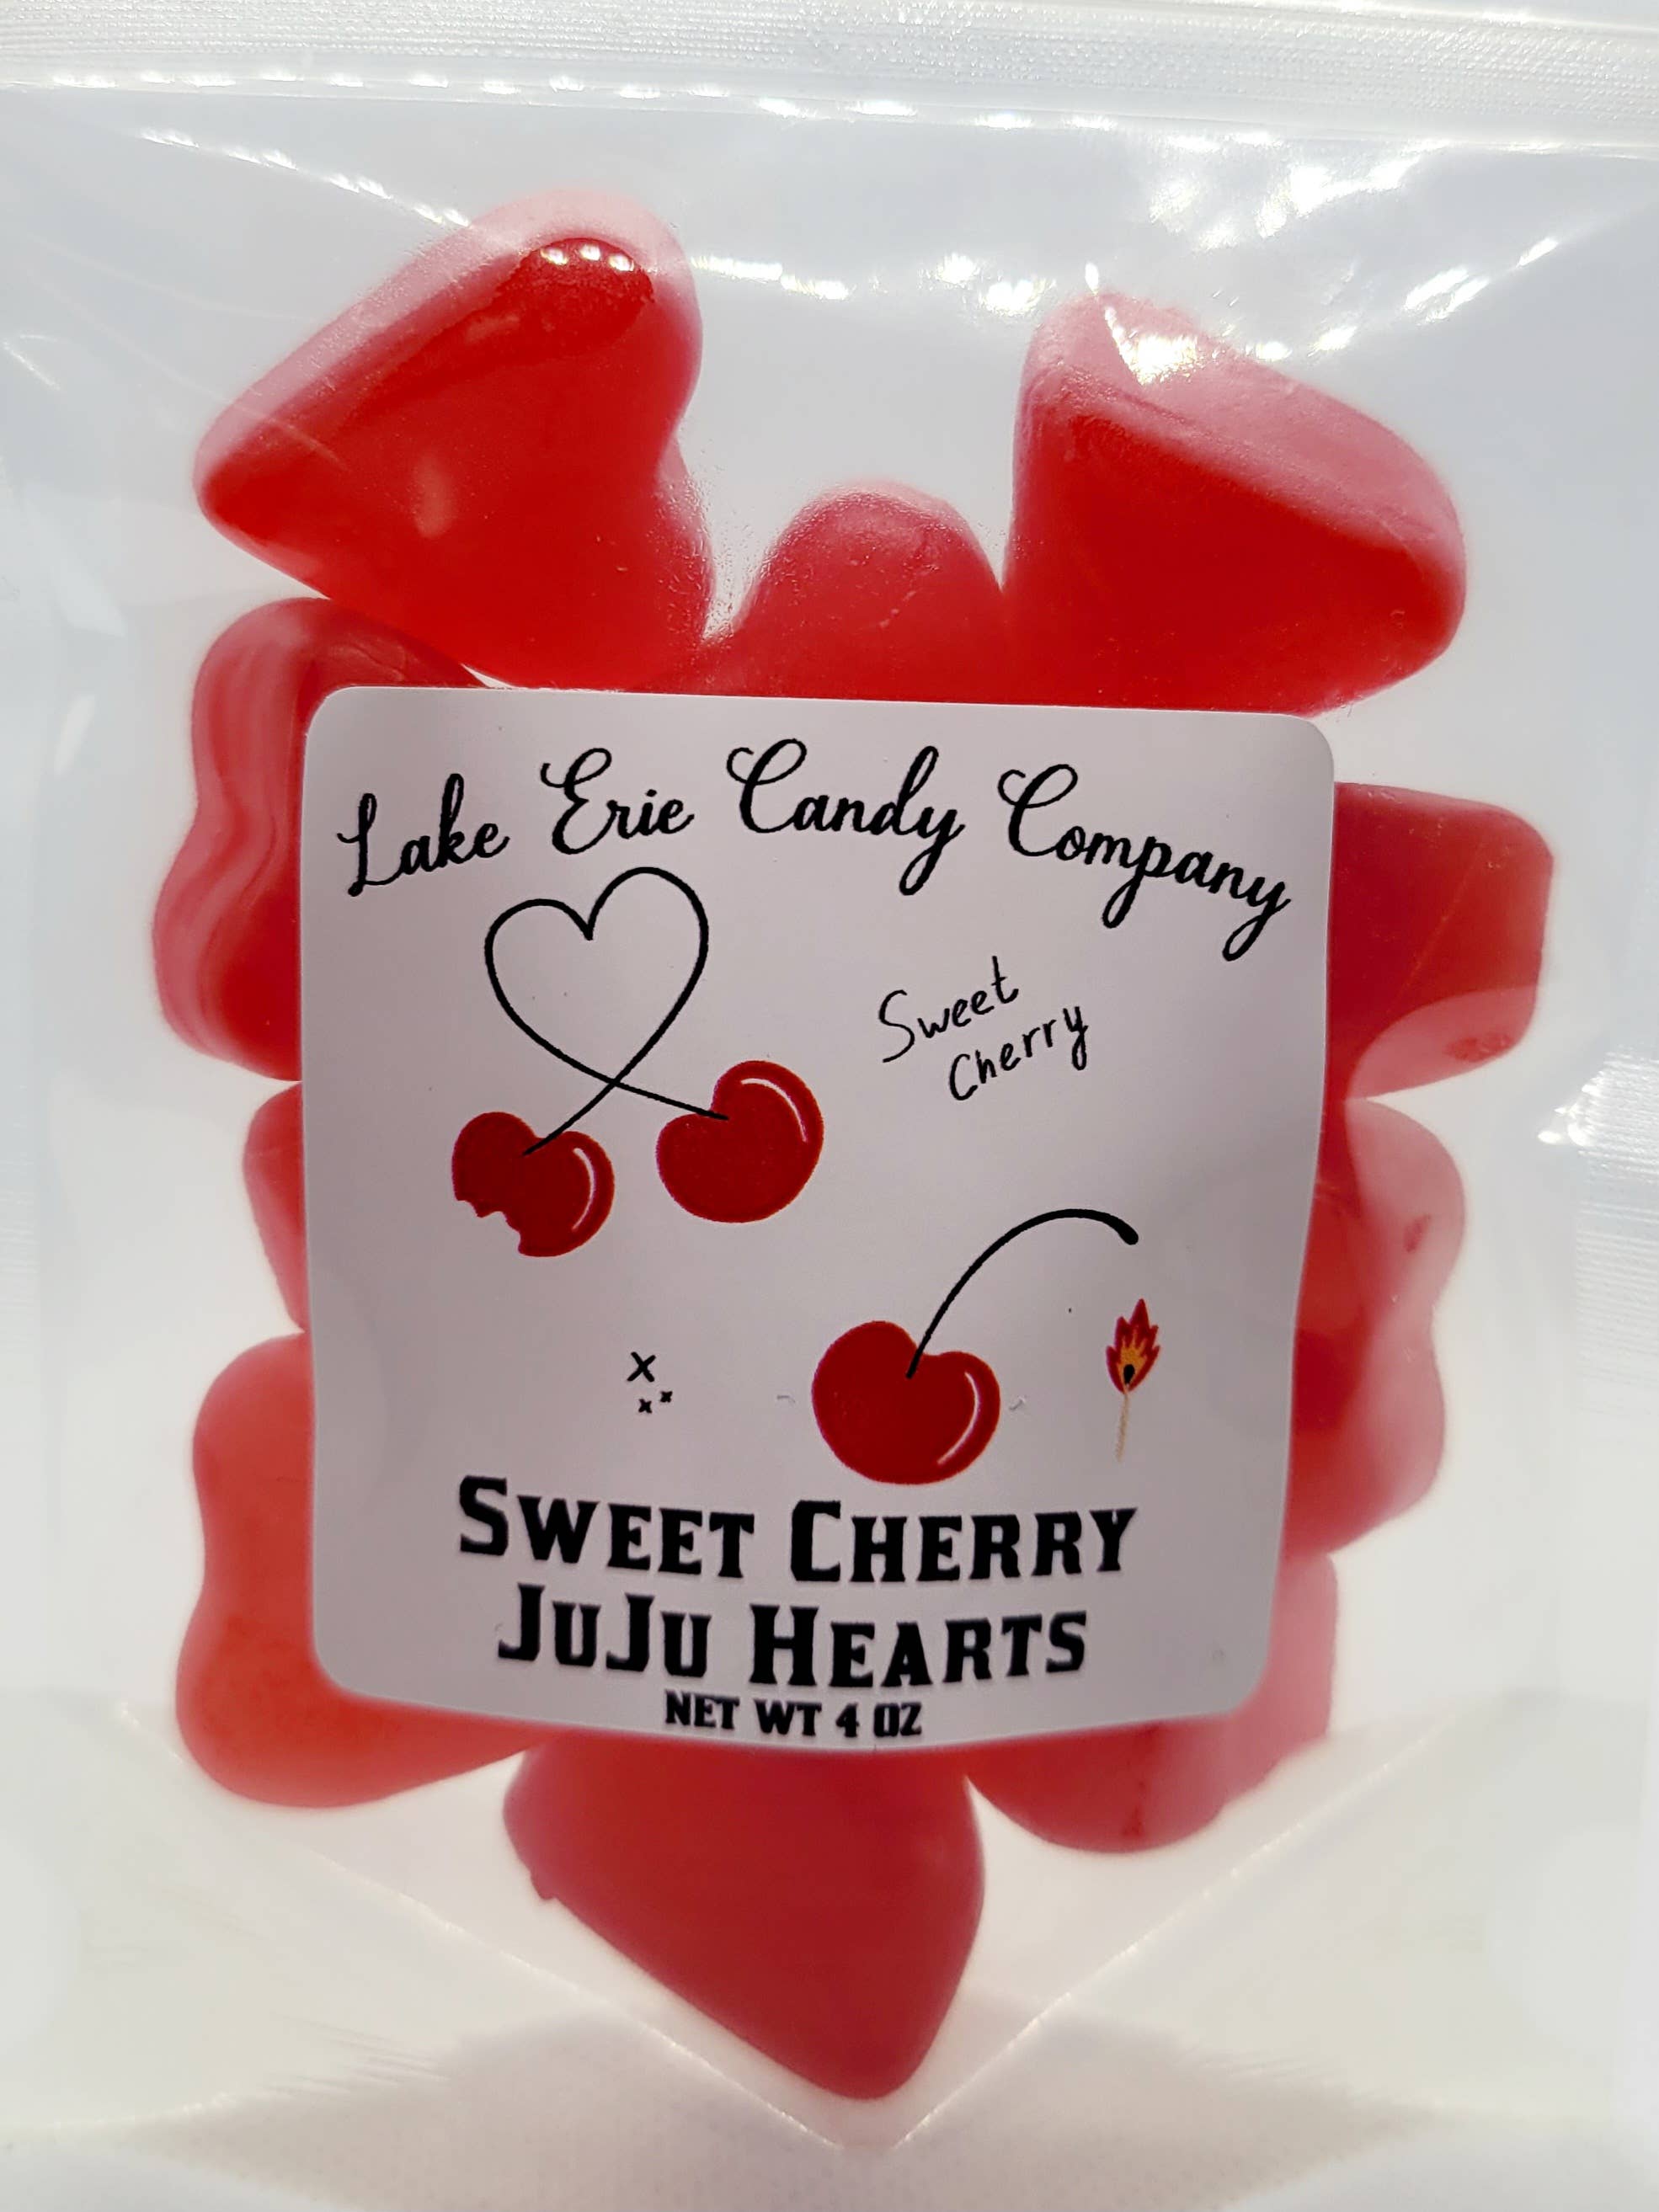 Lake Erie Candy Company
Sweet
Cherry
x
x x
Sweet Cherry
JuJu Hearts
NET WT 4 OZ